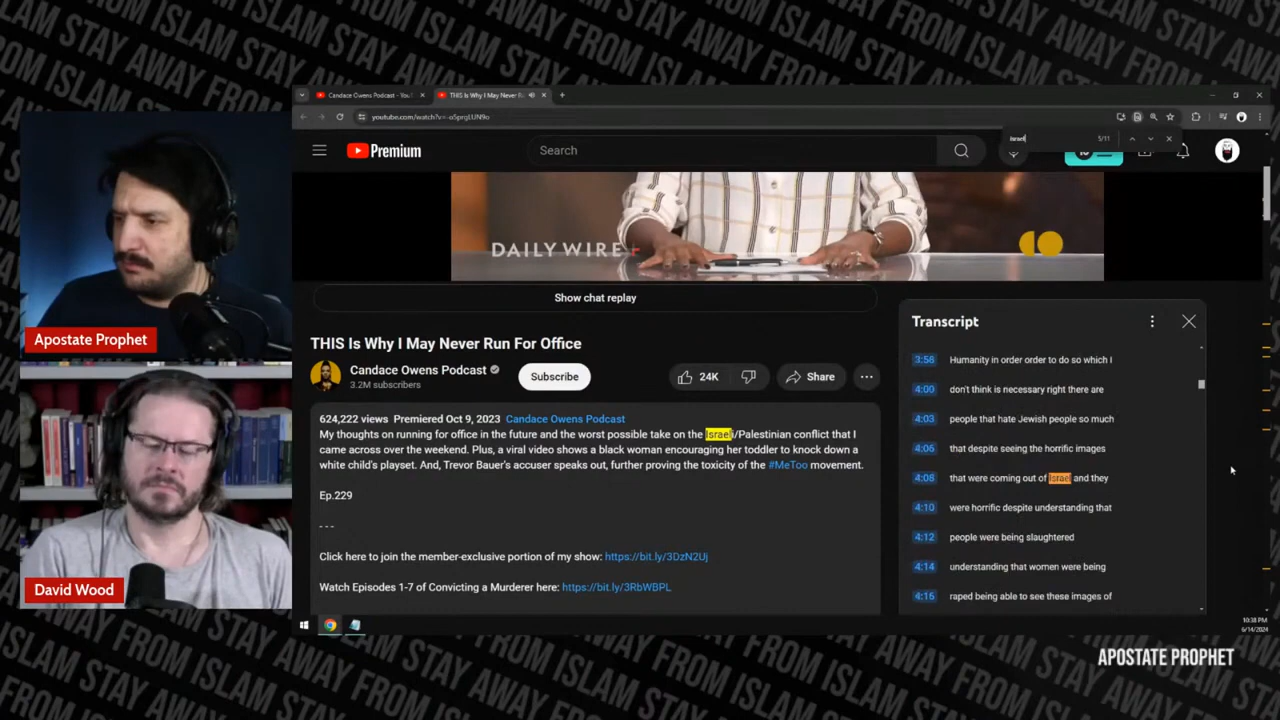 STAY AWAY FROM ISLAM
Candace Owens Podcast - You
THIS Is Why I May Never R
youtube.com/watch?v=-oSprgLUN9o
Israel
5/11
Premium
Search
DAILYWIRE+
Show chat replay
THIS Is Why I May Never Run For Office
Candace Owens Podcast
3.2M subscribers
Subscribe
24K
Share
624,222 views Premiered Oct 9, 2023 Candace Owens Podcast
My thoughts on running for office in the future and the worst possible take on the Israeli/Palestinian conflict that I
came across over the weekend. Plus, a viral video shows a black woman encouraging her toddler to knock down a
white child's playset. And, Trevor Bauer's accuser speaks out, further proving the toxicity of the #MeToo movement.
Ep.229
- - -
Click here to join the member-exclusive portion of my show: https://bit.ly/3DzN2Uj
Watch Episodes 1-7 of Convicting a Murderer here: https://bit.ly/3RbWBPL
Transcript
3:58 Humanity in order order to do so which I
4:00 don't think is necessary right there are
4:03 people that hate Jewish people so much
4:06 that despite seeing the horrific images
4:08 that were coming out of Israel and they
4:10 were horrific despite understanding that
4:12 people were being slaughtered
4:14 understanding that women were being
4:15 raped being able to see these images of
Apostate Prophet
David Wood
10:38 PM
6/14/2024
APOSTATE PROPHET